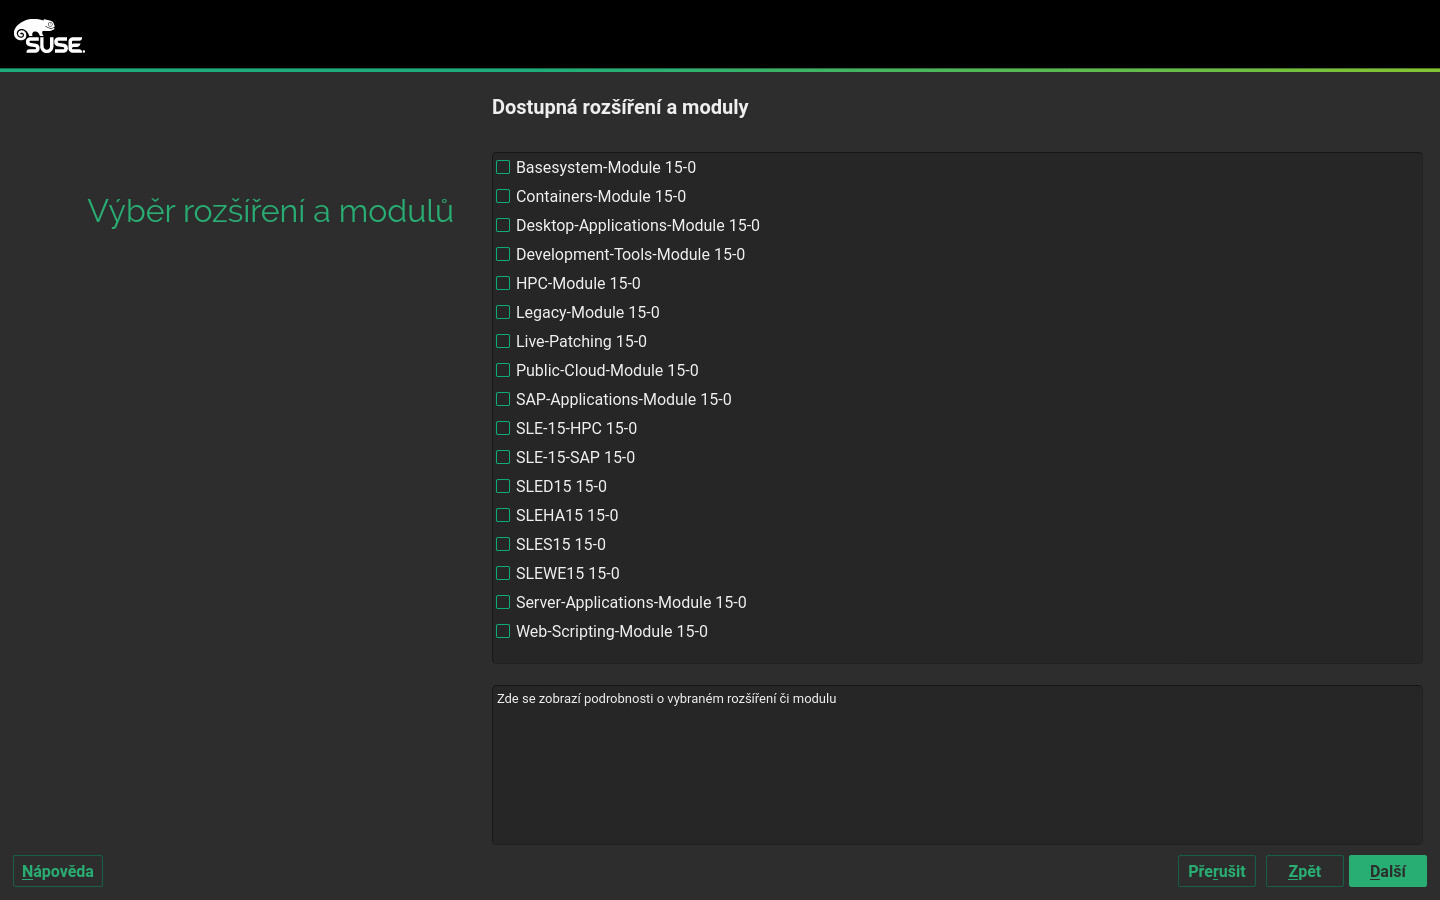 SUSE
Dostupná rozšíření a moduly
Výběr rozšíření a modulů
Basesystem-Module 15-0
Containers-Module 15-0
Desktop-Applications-Module 15-0
Development-Tools-Module 15-0
HPC-Module 15-0
Legacy-Module 15-0
Live-Patching 15-0
Public-Cloud-Module 15-0
SAP-Applications-Module 15-0
SLE-15-HPC 15-0
SLE-15-SAP 15-0
SLED15 15-0
SLEHA15 15-0
SLES15 15-0
SLEWE15 15-0
Server-Applications-Module 15-0
Web-Scripting-Module 15-0
Zde se zobrazí podrobnosti o vybraném rozšíření či modulu
Nápověda
Přerušit
Zpět
Další